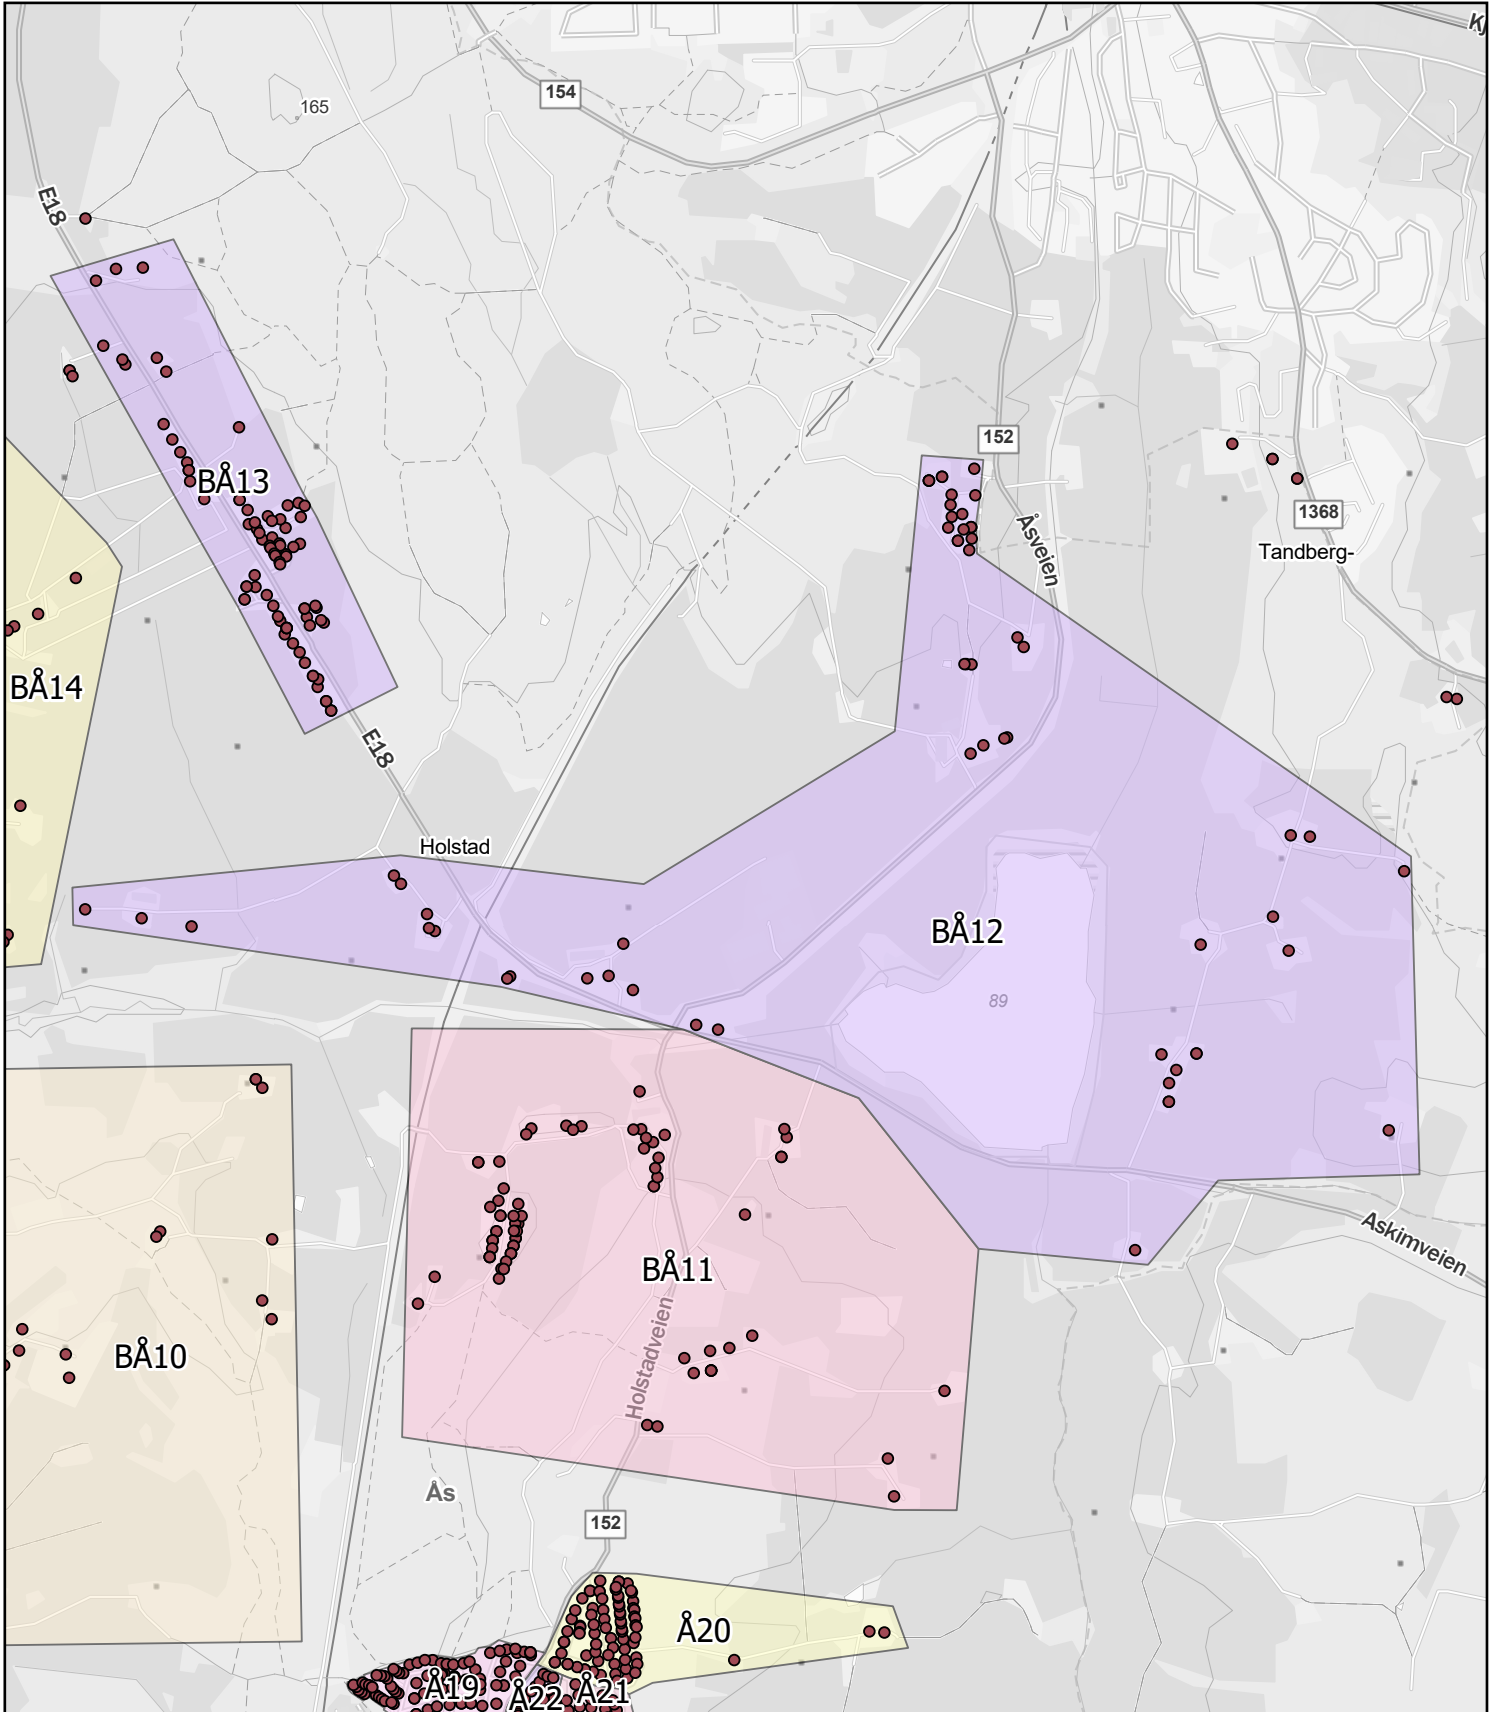 154
165
E18
152
BÅ13
Åsveien
1368
Tandberg-
BÅ14
E18
Holstad
BÅ12
89
Askimveien
BÅ11
Holstadveien
BÅ10
Ås
152
Å20
Å19
Å22
Å21